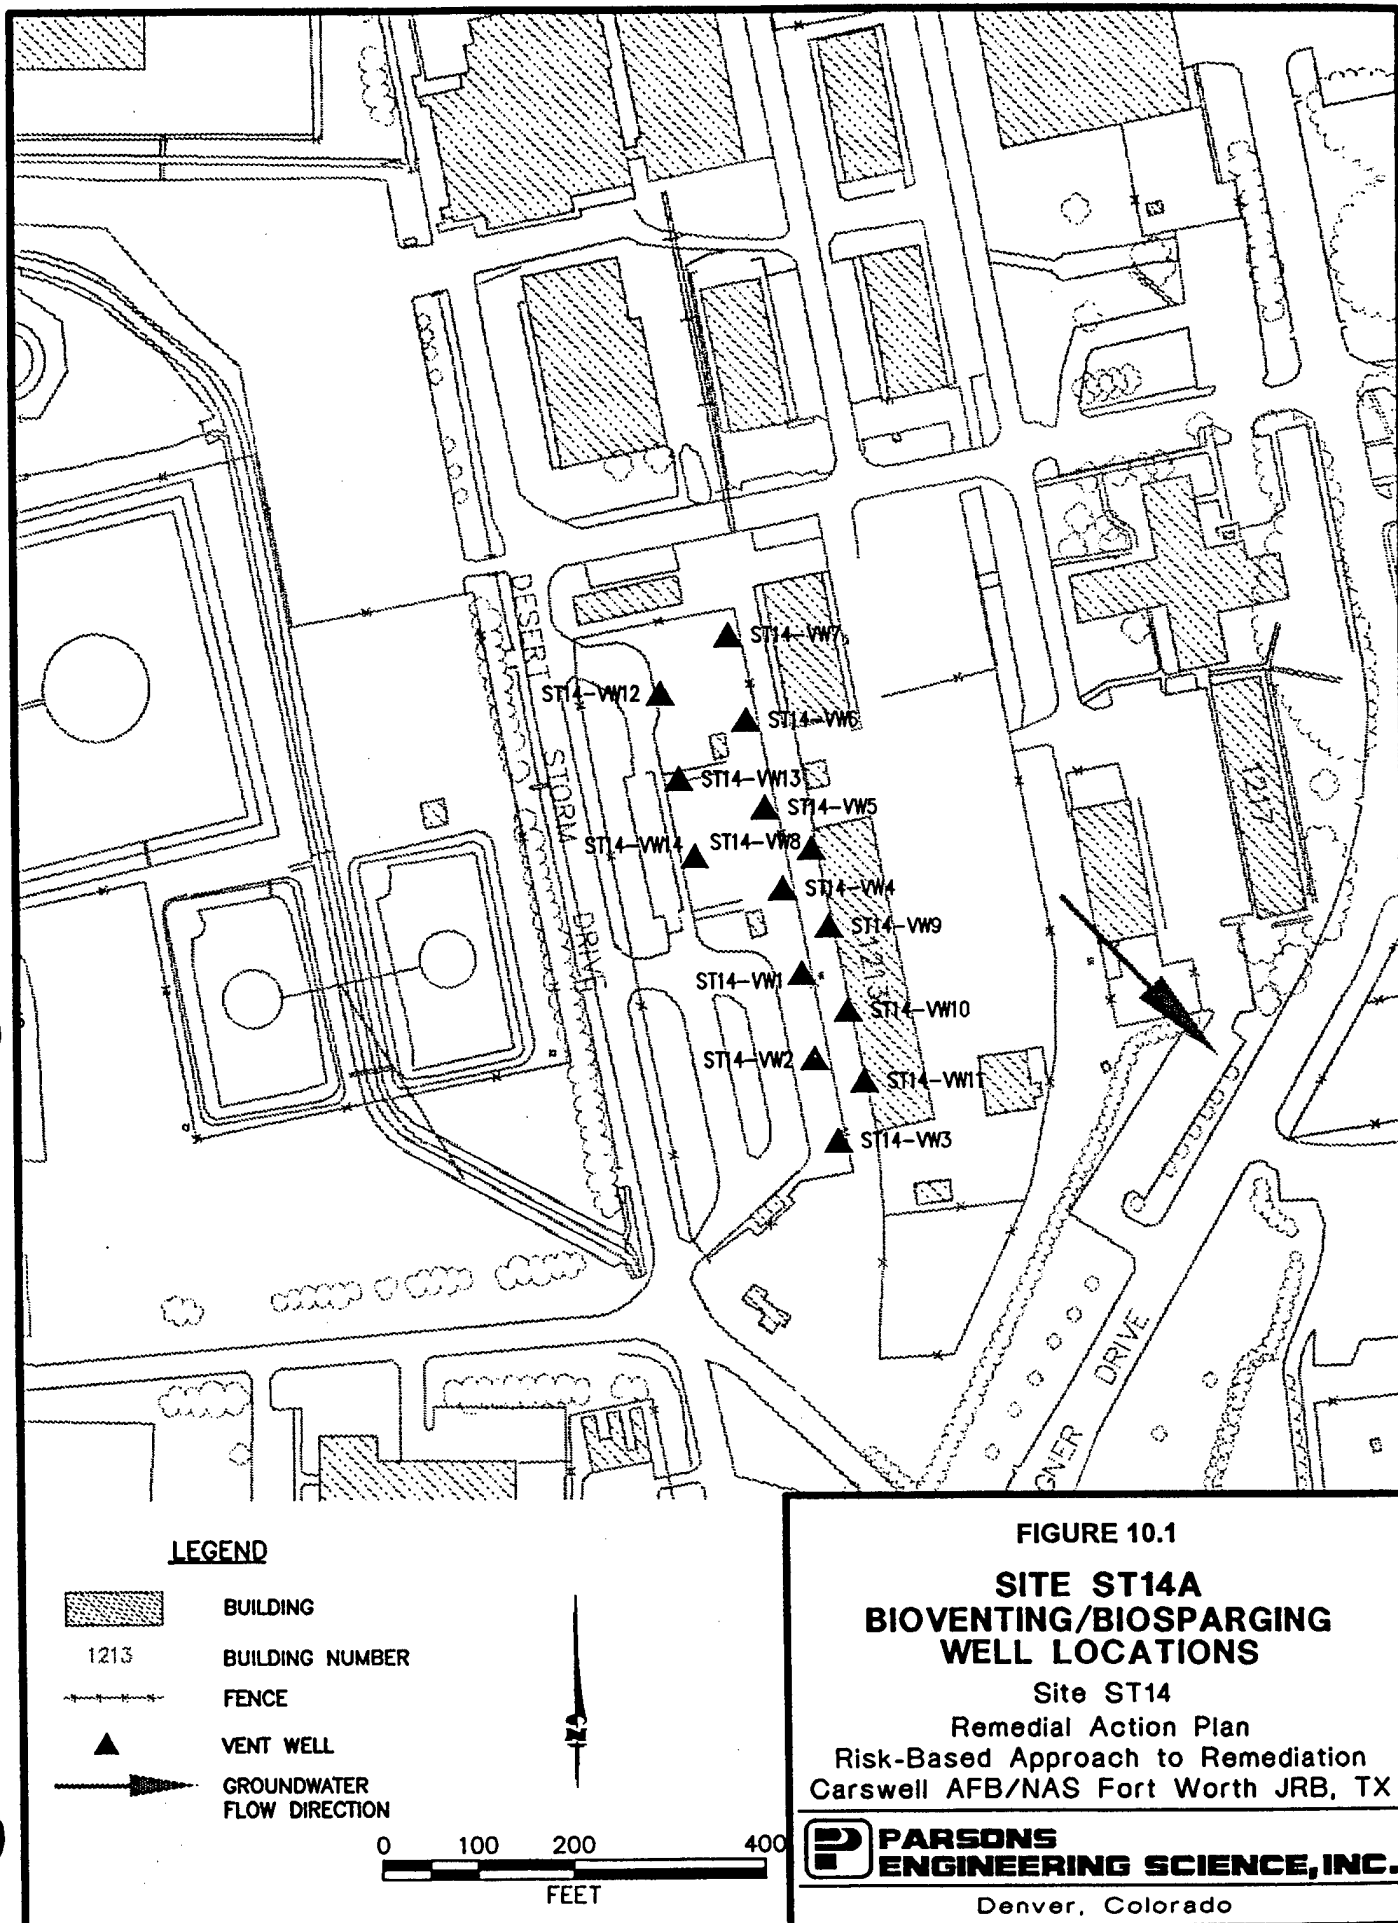 DESERT STORM DRIVE
ST14-VW7
ST14-VW12
ST14-VW6
ST14-VW13
ST14-VW5
ST14-VW14
ST14-VW8
ST14-VW4
ST14-VW9
ST14-VW1
ST14-VW10
ST14-VW2
ST14-VW11
ST14-VW3
1213
GNER DRIVE
LEGEND
BUILDING
1213
BUILDING NUMBER
FENCE
VENT WELL
GROUNDWATER
FLOW DIRECTION
0 100 200 400
FEET
FIGURE 10.1
SITE ST14A
BIOVENTING/BIOSPARGING
WELL LOCATIONS
Site ST14
Remedial Action Plan
Risk-Based Approach to Remediation
Carswell AFB/NAS Fort Worth JRB, TX
PARSONS
ENGINEERING SCIENCE, INC.
Denver, Colorado